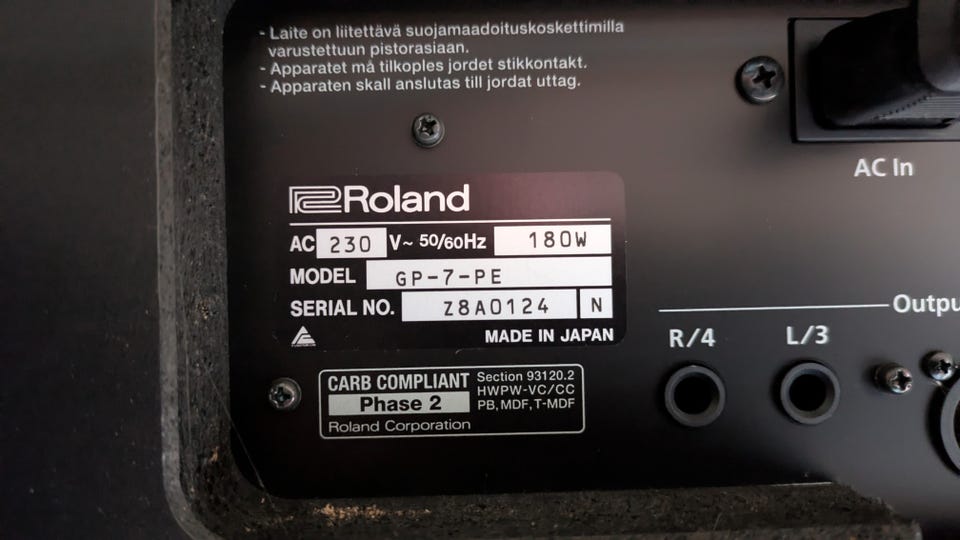 - Laite on liitettävä suojamaadoituskoskettimilla
varustettuun pistorasiaan.
- Apparatet må tilkoples jordet stikkontakt.
- Apparaten skall anslutas till jordat uttag.
AC In
Roland
AC 230 V~ 50/60Hz 180W
MODEL GP-7-PE
SERIAL NO. Z8A0124 N
MADE IN JAPAN
Outpu
R/4 L/3
CARB COMPLIANT
Phase 2
Roland Corporation
Section 93120.2
HWPW-VC/CC
PB,MDF,T-MDF